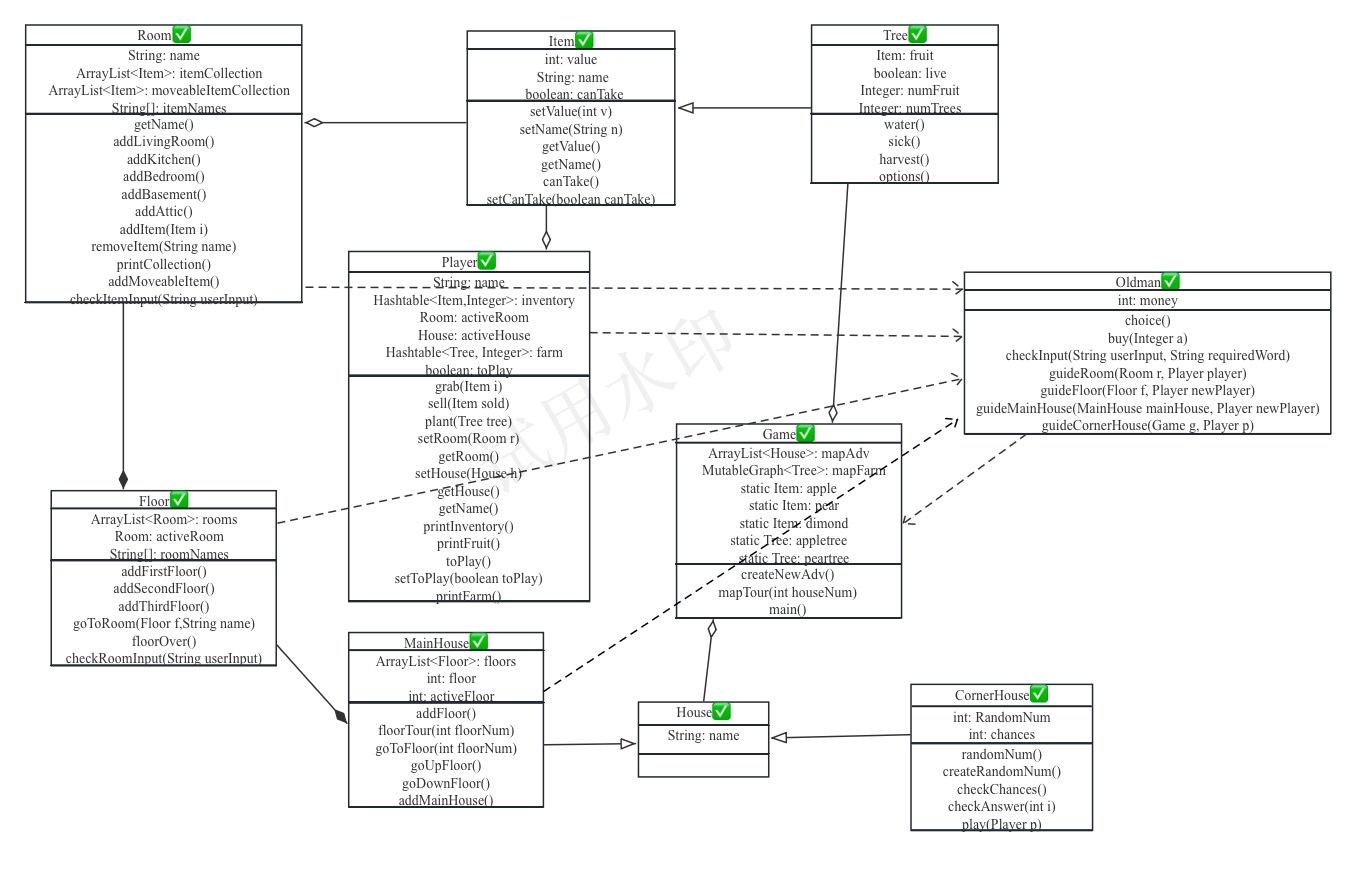 Room✅
String: name
ArrayList<Item>: itemCollection
ArrayList<Item>: moveableItemCollection
String[]: itemNames
getName()
addLivingRoom()
addKitchen()
addBedroom()
addBasement()
addAttic()
addItem(Item i)
removeItem(String name)
printCollection()
addMoveableItem()
checkItemInput(String userInput)
Item✅
int: value
String: name
boolean: canTake
setValue(int v)
setName(String n)
getValue()
getName()
canTake()
setCanTake(boolean canTake)
Tree✅
Item: fruit
boolean: live
Integer: numFruit
Integer: numTrees
water()
sick()
harvest()
options()
Player✅
String: name
Hashtable<Item,Integer>: inventory
Room: activeRoom
House: activeHouse
Hashtable<Tree, Integer>: farm
boolean: toPlay
grab(Item i)
sell(Item sold)
plant(Tree tree)
setRoom(Room r)
getRoom()
setHouse(House h)
getHouse()
getName()
printInventory()
printFruit()
toPlay()
setToPlay(boolean toPlay)
printFarm()
Oldman✅
int: money
choice()
buy(Integer a)
checkInput(String userInput, String requiredWord)
guideRoom(Room r, Player player)
guideFloor(Floor f, Player newPlayer)
guideMainHouse(MainHouse mainHouse, Player newPlayer)
guideCornerHouse(Game g, Player p)
Game✅
ArrayList<House>: mapAdv
MutableGraph<Tree>: mapFarm
static Item: apple
static Item: pear
static Item: dimond
static Tree: appletree
static Tree: peartree
createNewAdv()
mapTour(int houseNum)
main()
Floor✅
ArrayList<Room>: rooms
Room: activeRoom
String[]: roomNames
addFirstFloor()
addSecondFloor()
addThirdFloor()
goToRoom(Floor f,String name)
floorOver()
checkRoomInput(String userInput)
MainHouse✅
ArrayList<Floor>: floors
int: floor
int: activeFloor
addFloor()
floorTour(int floorNum)
goToFloor(int floorNum)
goUpFloor()
goDownFloor()
addMainHouse()
House✅
String: name
CornerHouse✅
int: RandomNum
int: chances
randomNum()
createRandomNum()
checkChances()
checkAnswer(int i)
play(Player p)
试用水印